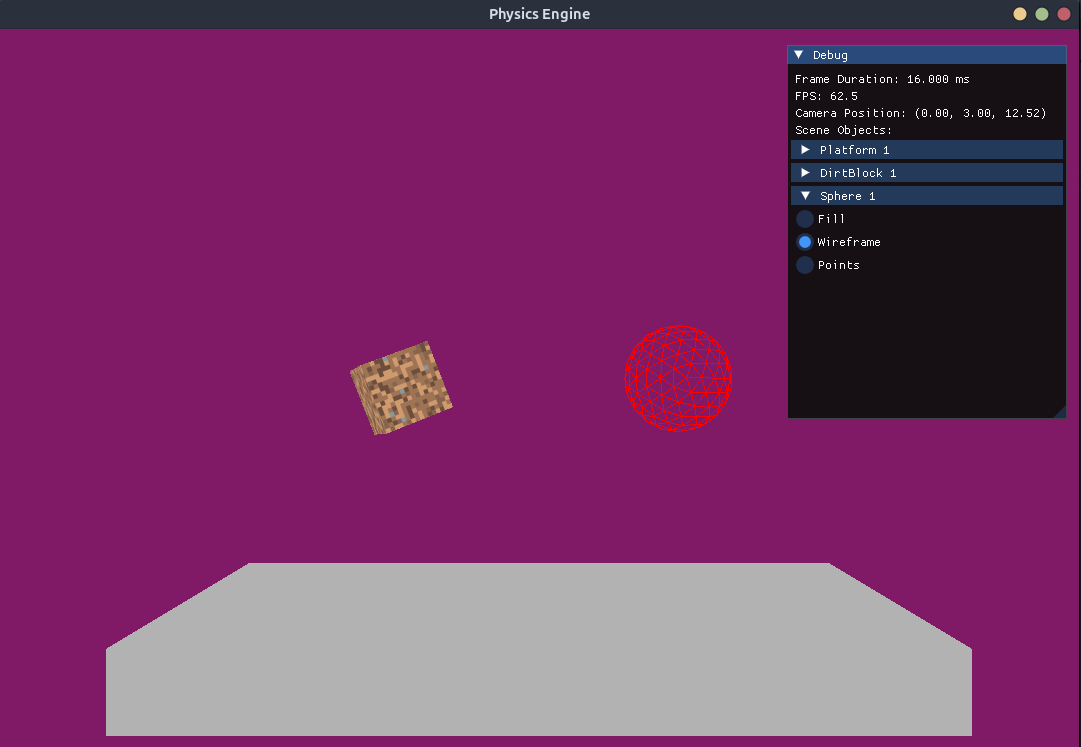 Physics Engine
Debug
Frame Duration: 16.000 ms
FPS: 62.5
Camera Position: (0.00, 3.00, 12.52)
Scene Objects:
Platform 1
DirtBlock 1
Sphere 1
Fill
Wireframe
Points